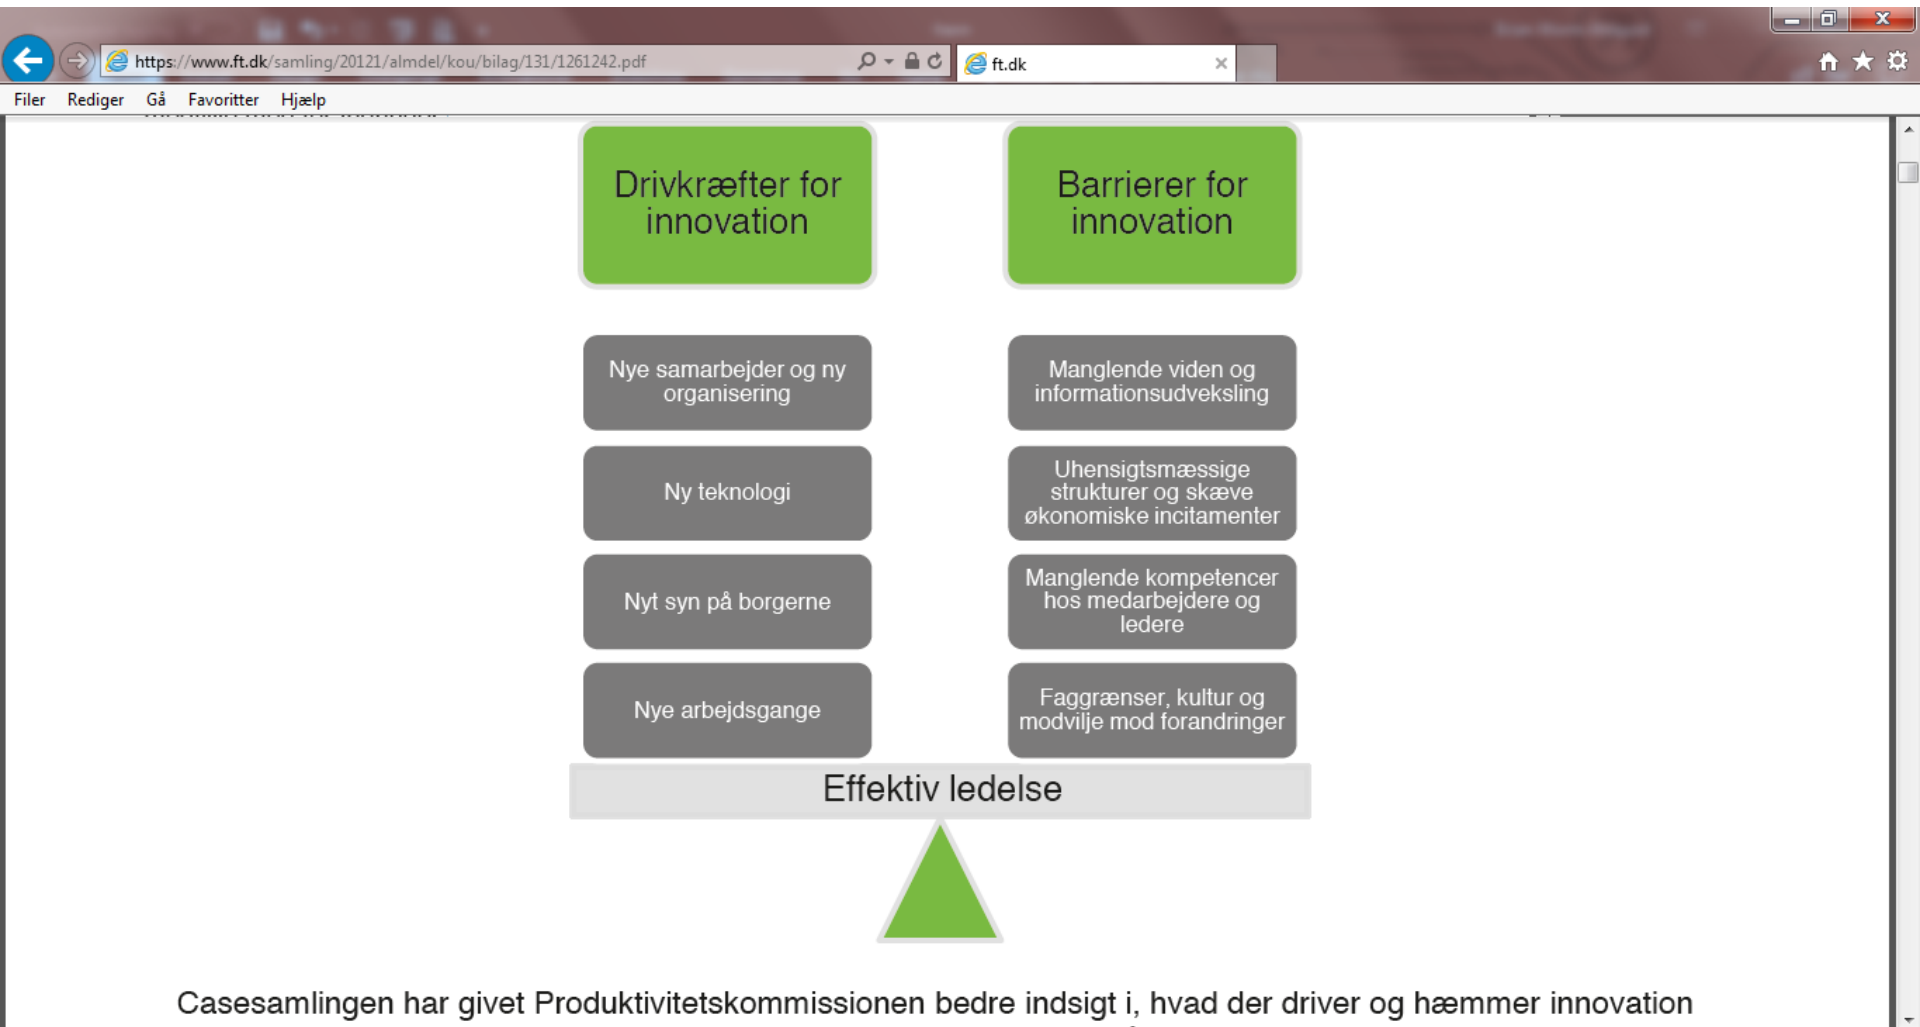 https://www.ft.dk/samling/20121/almdel/kou/bilag/131/1261242.pdf
ft.dk
Filer Rediger Gå Favoritter Hjælp
Drivkræfter for
innovation
Nye samarbejder og ny
organisering
Ny teknologi
Nyt syn på borgerne
Nye arbejdsgange
Barrierer for
innovation
Manglende viden og
informationsudveksling
Uhensigtsmæssige
strukturer og skæve
økonomiske incitamenter
Manglende kompetencer
hos medarbejdere og
ledere
Faggrænser, kultur og
modvilje mod forandringer
Effektiv ledelse
Casesamlingen har givet Produktivitetskommissionen bedre indsigt i, hvad der driver og hæmmer innovation